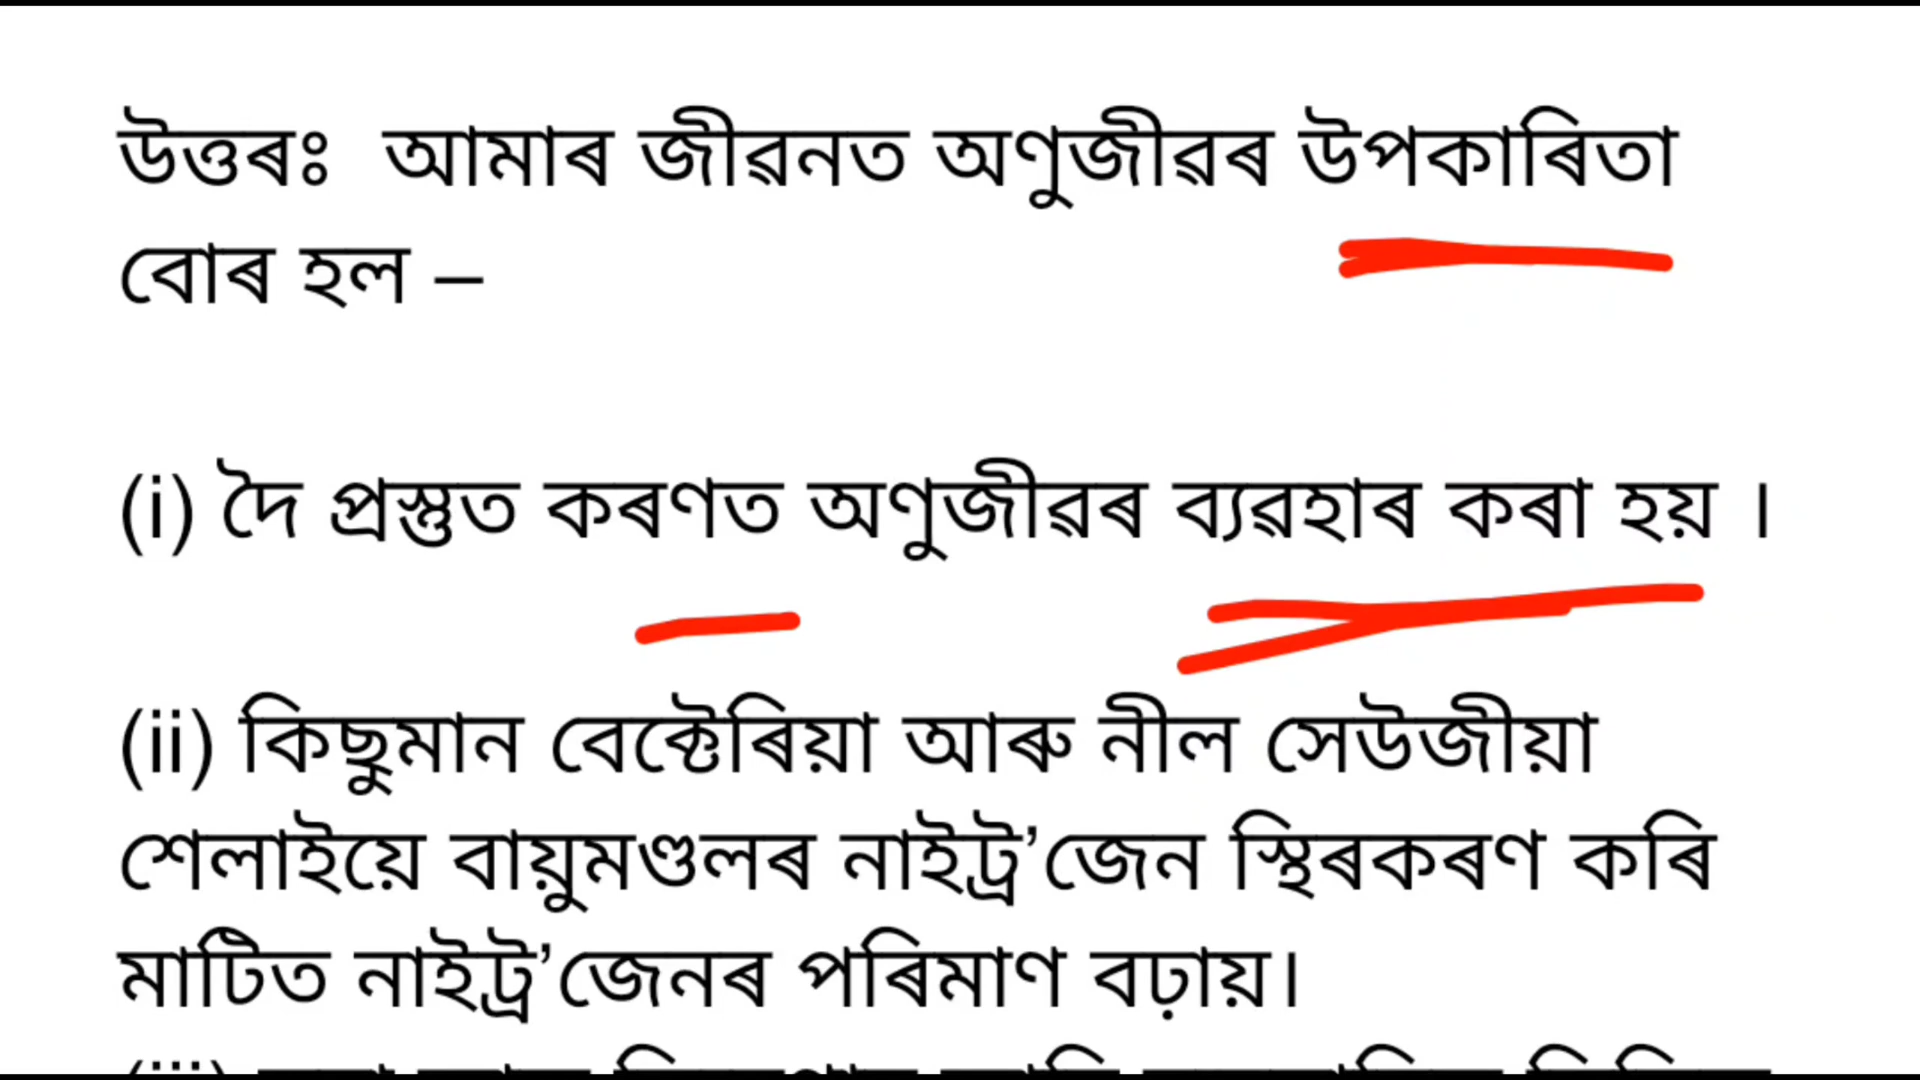 উত্তৰঃ আমাৰ জীৱনত অণুজীৱৰ উপকাৰিতা
বোৰ হল –
(i) দৈ প্ৰস্তুত কৰণত অণুজীৱৰ ব্যৱহাৰ কৰা হয় ।
(ii) কিছুমান বেক্টেৰিয়া আৰু নীল সেউজীয়া
শেলাইয়ে বায়ুমণ্ডলৰ নাইট্ৰ’জেন স্থিৰকৰণ কৰি
মাটিত নাইট্ৰ’জেনৰ পৰিমাণ বঢ়ায়।